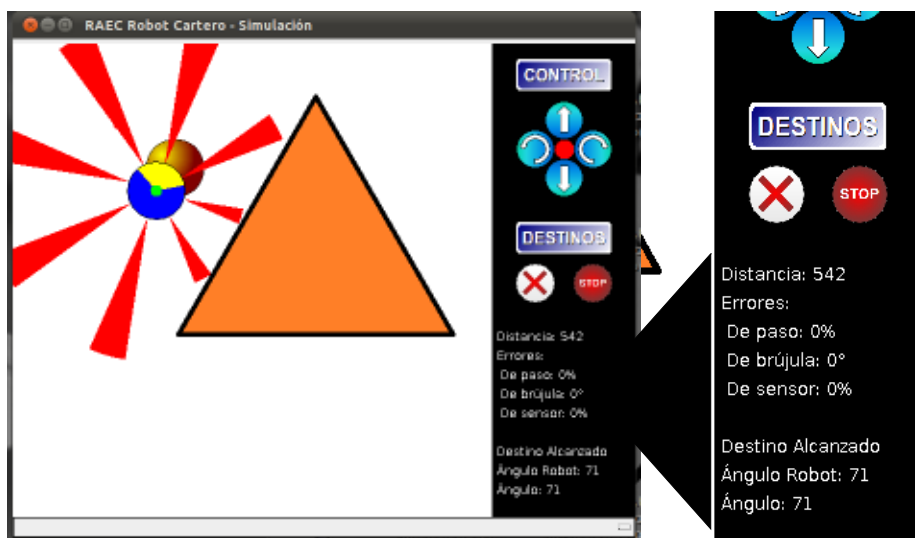 RAEC Robot Cartero - Simulación
CONTROL
DESTINOS
STOP
Distancia: 542
Errores:
De paso: 0%
De brújula: 0°
De sensor: 0%
Destino Alcanzado
Ángulo Robot: 71
Ángulo: 71
DESTINOS
STOP
Distancia: 542
Errores:
De paso: 0%
De brújula: 0°
De sensor: 0%
Destino Alcanzado
Ángulo Robot: 71
Ángulo: 71